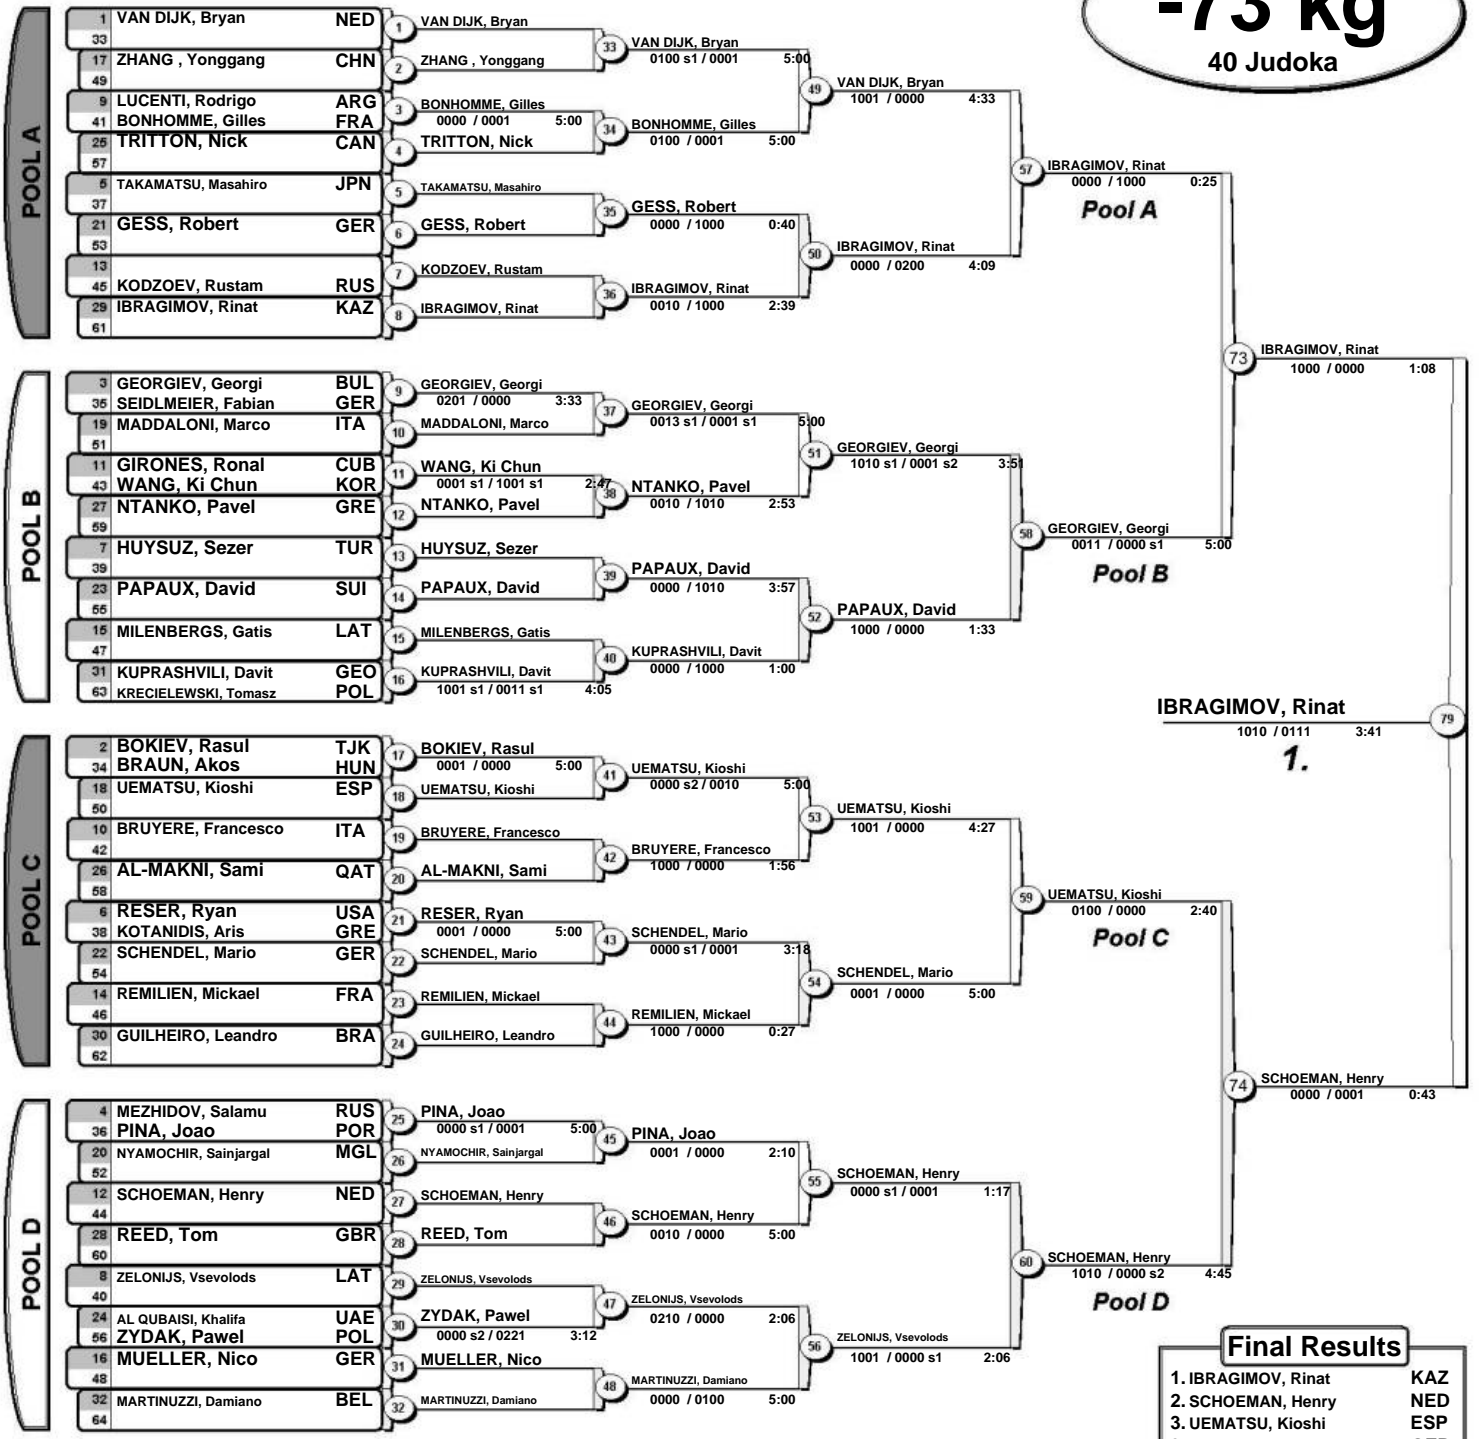 -73 kg
40 Judoka
POOL A
1 VAN DIJK, Bryan NED
33
17 ZHANG , Yonggang CHN
49
9 LUCENTI, Rodrigo ARG
41 BONHOMME, Gilles FRA
25 TRITTON, Nick CAN
57
5 TAKAMATSU, Masahiro JPN
37
21 GESS, Robert GER
53
13
45 KODZOEV, Rustam RUS
29 IBRAGIMOV, Rinat KAZ
61
1 VAN DIJK, Bryan
2 ZHANG , Yonggang
3 BONHOMME, Gilles
0000 / 0001 5:00
4 TRITTON, Nick
5 TAKAMATSU, Masahiro
6 GESS, Robert
7 KODZOEV, Rustam
8 IBRAGIMOV, Rinat
33 VAN DIJK, Bryan
0100 s1 / 0001 5:00
34 BONHOMME, Gilles
0100 / 0001 5:00
35 GESS, Robert
0000 / 1000 0:40
36 IBRAGIMOV, Rinat
0010 / 1000 2:39
49 VAN DIJK, Bryan
1001 / 0000 4:33
50 IBRAGIMOV, Rinat
0000 / 0200 4:09
57 IBRAGIMOV, Rinat
0000 / 1000 0:25
Pool A
POOL B
3 GEORGIEV, Georgi BUL
35 SEIDLMEIER, Fabian GER
19 MADDALONI, Marco ITA
51
11 GIRONES, Ronal CUB
43 WANG, Ki Chun KOR
27 NTANKO, Pavel GRE
59
7 HUYSUZ, Sezer TUR
39
23 PAPAUX, David SUI
55
15 MILENBERGS, Gatis LAT
47
31 KUPRASHVILI, Davit GEO
63 KRECIELEWSKI, Tomasz POL
9 GEORGIEV, Georgi
0201 / 0000 3:33
10 MADDALONI, Marco
11 WANG, Ki Chun
0001 s1 / 1001 s1 2:47
12 NTANKO, Pavel
13 HUYSUZ, Sezer
14 PAPAUX, David
15 MILENBERGS, Gatis
16 KUPRASHVILI, Davit
1001 s1 / 0011 s1 4:05
37 GEORGIEV, Georgi
0013 s1 / 0001 s1 5:00
38 NTANKO, Pavel
0010 / 1010 2:53
39 PAPAUX, David
0000 / 1010 3:57
40 KUPRASHVILI, Davit
0000 / 1000 1:00
51 GEORGIEV, Georgi
1010 s1 / 0001 s2 3:51
52 PAPAUX, David
1000 / 0000 1:33
58 GEORGIEV, Georgi
0011 / 0000 s1 5:00
Pool B
73 IBRAGIMOV, Rinat
1000 / 0000 1:08
IBRAGIMOV, Rinat 79
1010 / 0111 3:41
1.
POOL C
2 BOKIEV, Rasul TJK
34 BRAUN, Akos HUN
18 UEMATSU, Kioshi ESP
50
10 BRUYERE, Francesco ITA
42
26 AL-MAKNI, Sami QAT
58
6 RESER, Ryan USA
38 KOTANIDIS, Aris GRE
22 SCHENDEL, Mario GER
54
14 REMILIEN, Mickael FRA
46
30 GUILHEIRO, Leandro BRA
62
17 BOKIEV, Rasul
0001 / 0000 5:00
18 UEMATSU, Kioshi
19 BRUYERE, Francesco
20 AL-MAKNI, Sami
21 RESER, Ryan
0001 / 0000 5:00
22 SCHENDEL, Mario
23 REMILIEN, Mickael
24 GUILHEIRO, Leandro
41 UEMATSU, Kioshi
0000 s2 / 0010 5:00
42 BRUYERE, Francesco
1000 / 0000 1:56
43 SCHENDEL, Mario
0000 s1 / 0001 3:18
44 REMILIEN, Mickael
1000 / 0000 0:27
53 UEMATSU, Kioshi
1001 / 0000 4:27
54 SCHENDEL, Mario
0001 / 0000 5:00
59 UEMATSU, Kioshi
0100 / 0000 2:40
Pool C
POOL D
4 MEZHIDOV, Salamu RUS
36 PINA, Joao POR
20 NYAMOCHIR, Sainjargal MGL
52
12 SCHOEMAN, Henry NED
44
28 REED, Tom GBR
60
8 ZELONIJS, Vsevolods LAT
40
24 AL QUBAISI, Khalifa UAE
56 ZYDAK, Pawel POL
16 MUELLER, Nico GER
48
32 MARTINUZZI, Damiano BEL
64
25 PINA, Joao
0000 s1 / 0001 5:00
26 NYAMOCHIR, Sainjargal
27 SCHOEMAN, Henry
28 REED, Tom
29 ZELONIJS, Vsevolods
30 ZYDAK, Pawel
0000 s2 / 0221 3:12
31 MUELLER, Nico
32 MARTINUZZI, Damiano
45 PINA, Joao
0001 / 0000 2:10
46 SCHOEMAN, Henry
0010 / 0000 5:00
47 ZELONIJS, Vsevolods
0210 / 0000 2:06
48 MARTINUZZI, Damiano
0000 / 0100 5:00
55 SCHOEMAN, Henry
0000 s1 / 0001 1:17
56 ZELONIJS, Vsevolods
1001 / 0000 s1 2:06
60 SCHOEMAN, Henry
1010 / 0000 s2 4:45
Pool D
74 SCHOEMAN, Henry
0000 / 0001 0:43
Final Results
1. IBRAGIMOV, Rinat KAZ
2. SCHOEMAN, Henry NED
3. UEMATSU, Kioshi ESP